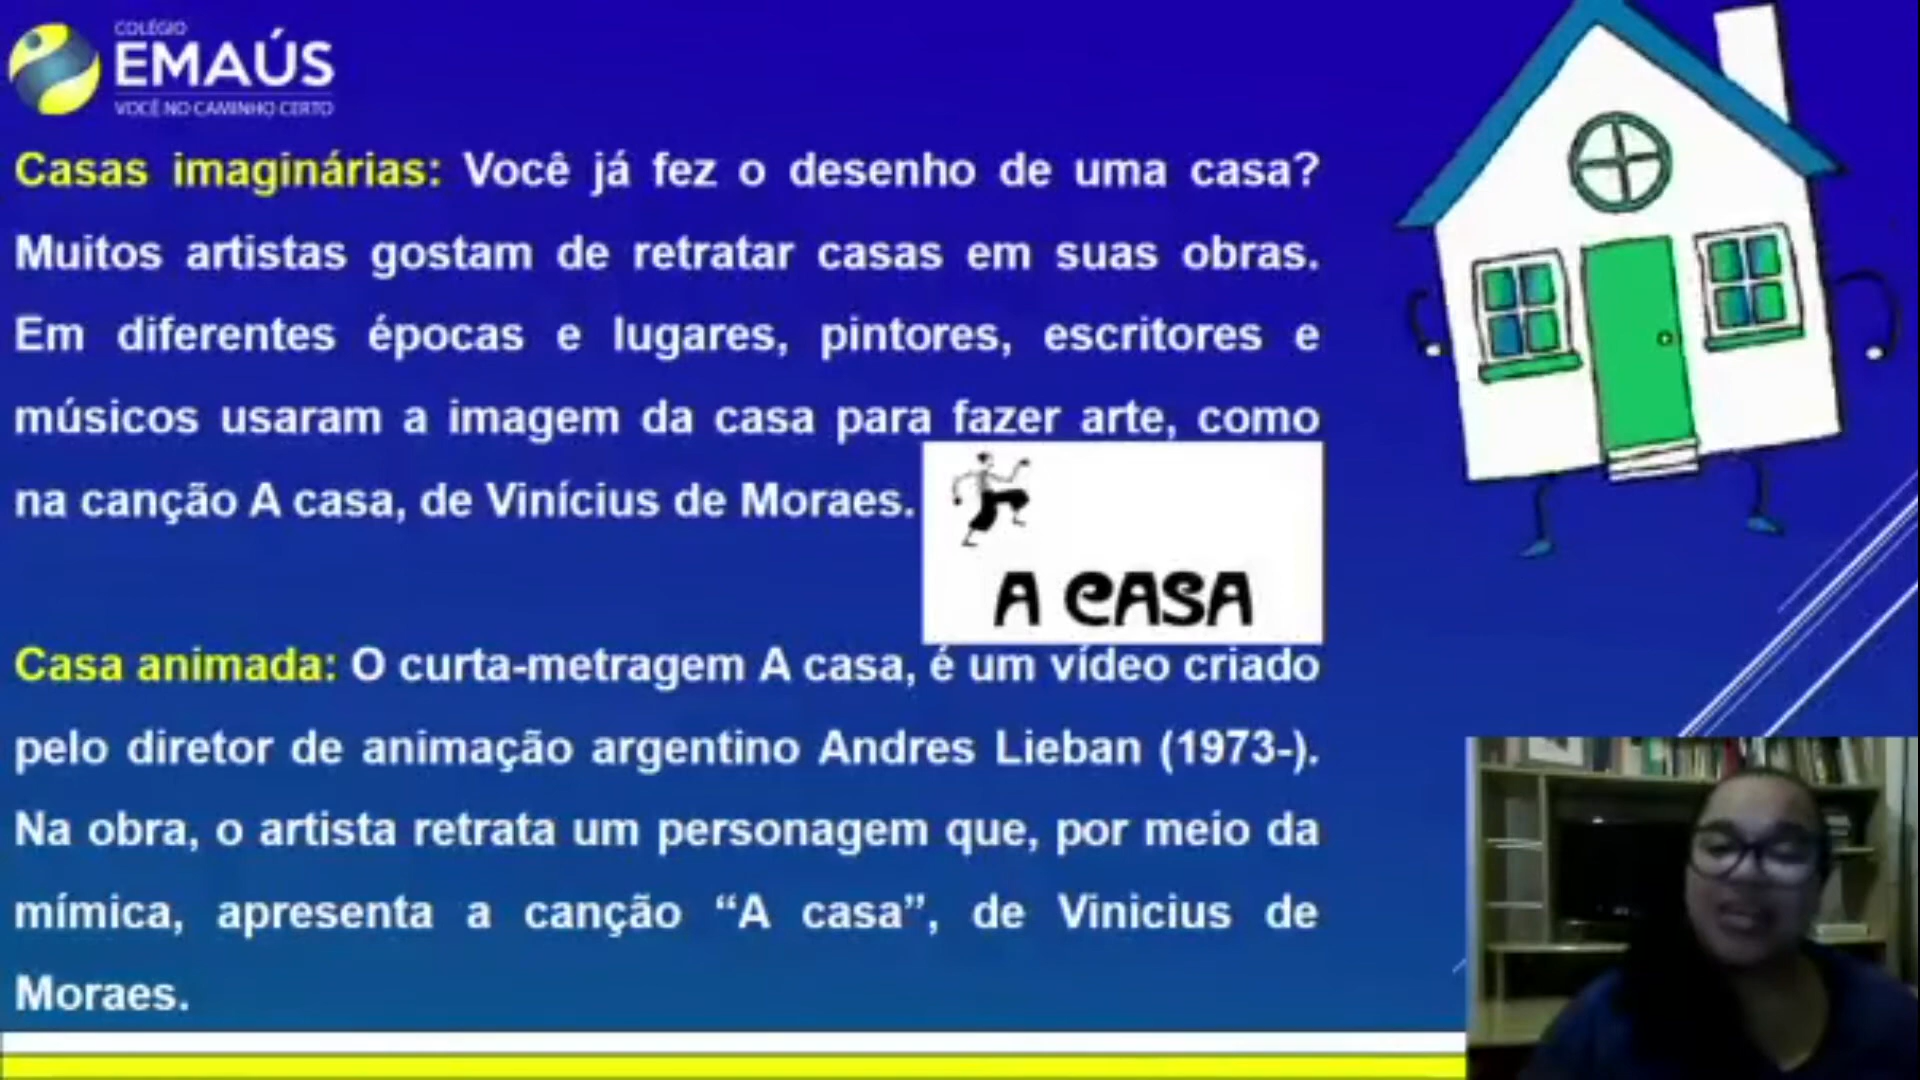 COLÉGIO
EMAÚS
VOCÊ NO CAMINHO CERTO
Casas imaginárias: Você já fez o desenho de uma casa?
Muitos artistas gostam de retratar casas em suas obras.
Em diferentes épocas e lugares, pintores, escritores e
músicos usaram a imagem da casa para fazer arte, como
na canção A casa, de Vinícius de Moraes.
A CASA
Casa animada: O curta-metragem A casa, é um vídeo criado
pelo diretor de animação argentino Andres Lieban (1973-).
Na obra, o artista retrata um personagem que, por meio da
mímica, apresenta a canção “A casa”, de Vinicius de
Moraes.